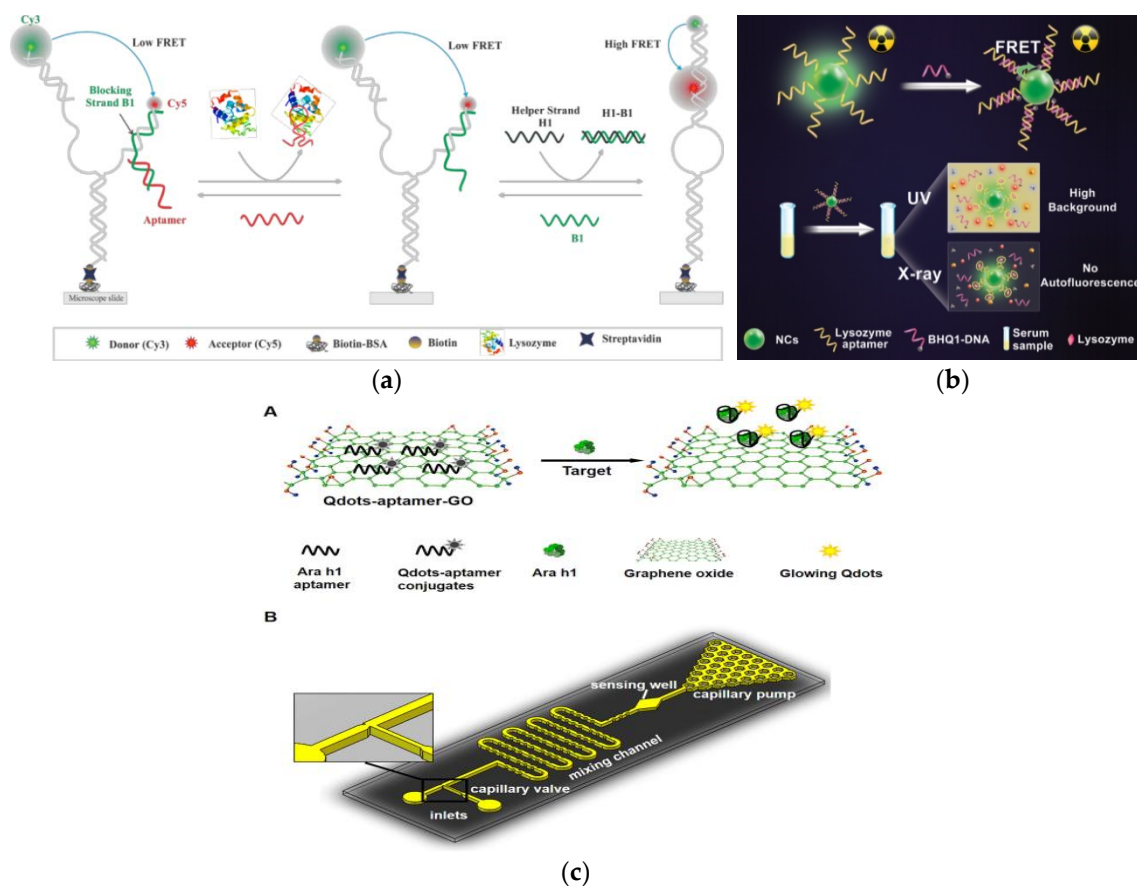 Cy3
Low FRET
Blocking
Strand B1
Cy5
Aptamer
Microscope slide
Low FRET
Helper Strand
H1
H1-B1
B1
High FRET
Donor (Cy3)
Acceptor (Cy5)
Biotin-BSA
Biotin
Lysozyme
Streptavidin
(a)
FRET
UV
High
Background
X-ray
No
Autofluorescence
NCs
Lysozyme
aptamer
BHQ1-DNA
Serum
sample
Lysozyme
(b)
A
Target
Qdots-aptamer-GO
Ara h1
aptamer
Qdots-aptamer
conjugates
Ara h1
Graphene oxide
Glowing Qdots
B
sensing well
capillary pump
mixing channel
capillary valve
inlets
(c)